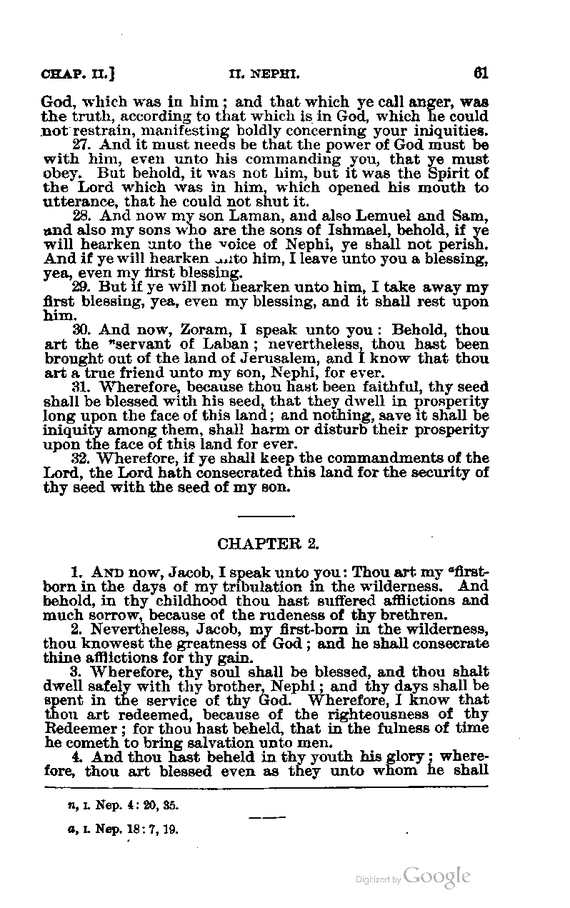 CHAP. II.] II. NEPHI. 61
God, which was in him; and that which ye call anger, was
the truth, according to that which is in God, which he could
not restrain, manifesting boldly concerning your iniquities.
27. And it must needs be that the power of God must be
with him, even unto his commanding you, that ye must
obey. But behold, it was not him, but it was the Spirit of
the Lord which was in him, which opened his mouth to
utterance, that he could not shut it.
28. And now my son Laman, and also Lemuel and Sam,
and also my sons who are the sons of Ishmael, behold, if ye
will hearken unto the voice of Nephi, ye shall not perish.
And if ye will hearken unto him, I leave unto you a blessing,
yea, even my first blessing.
29. But if ye will not hearken unto him, I take away my
first blessing, yea, even my blessing, and it shall rest upon
him.
30. And now, Zoram, I speak unto you: Behold, thou
art the ⁿservant of Laban; nevertheless, thou hast been
brought out of the land of Jerusalem, and I know that thou
art a true friend unto my son, Nephi, for ever.
31. Wherefore, because thou hast been faithful, thy seed
shall be blessed with his seed, that they dwell in prosperity
long upon the face of this land; and nothing, save it shall be
iniquity among them, shall harm or disturb their prosperity
upon the face of this land for ever.
32. Wherefore, if ye shall keep the commandments of the
Lord, the Lord hath consecrated this land for the security of
thy seed with the seed of my son.
CHAPTER 2.
1. AND now, Jacob, I speak unto you: Thou art my ᵃfirst-
born in the days of my tribulation in the wilderness. And
behold, in thy childhood thou hast suffered afflictions and
much sorrow, because of the rudeness of thy brethren.
2. Nevertheless, Jacob, my first-born in the wilderness,
thou knowest the greatness of God; and he shall consecrate
thine afflictions for thy gain.
3. Wherefore, thy soul shall be blessed, and thou shalt
dwell safely with thy brother, Nephi; and thy days shall be
spent in the service of thy God. Wherefore, I know that
thou art redeemed, because of the righteousness of thy
Redeemer; for thou hast beheld, that in the fulness of time
he cometh to bring salvation unto men.
4. And thou hast beheld in thy youth his glory; where-
fore, thou art blessed even as they unto whom he shall
n, I. Nep. 4: 20, 35.
a, I. Nep. 18: 7, 19.
Digitized by Google